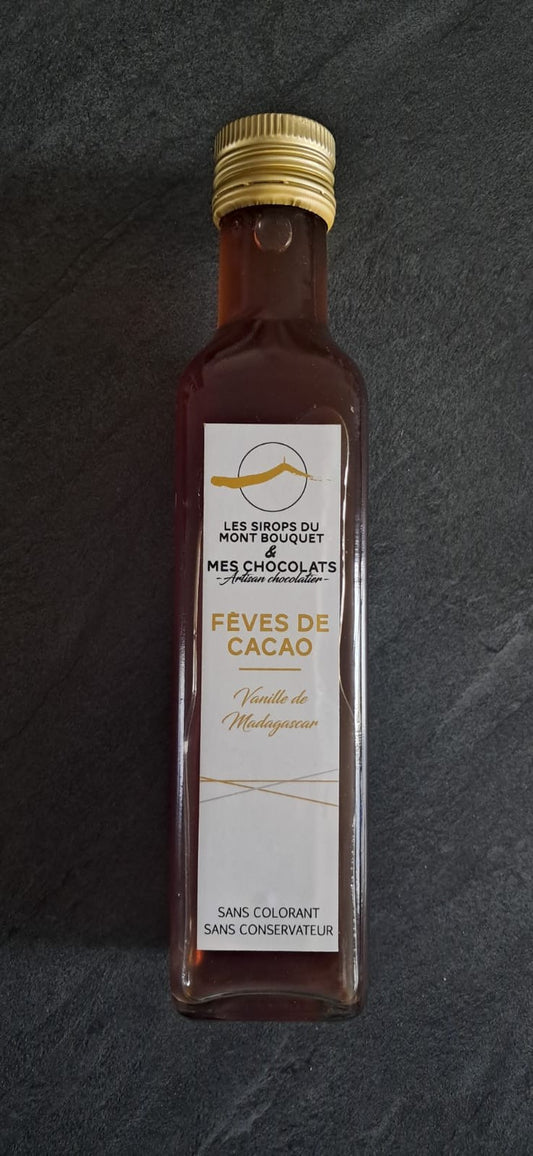 LES SIROPS DU
MONT BOUQUET
&
MES CHOCOLATS
-Artisan chocolatier-
FÈVES DE
CACAO
Vanille de
Madagascar
SANS COLORANT
SANS CONSERVATEUR